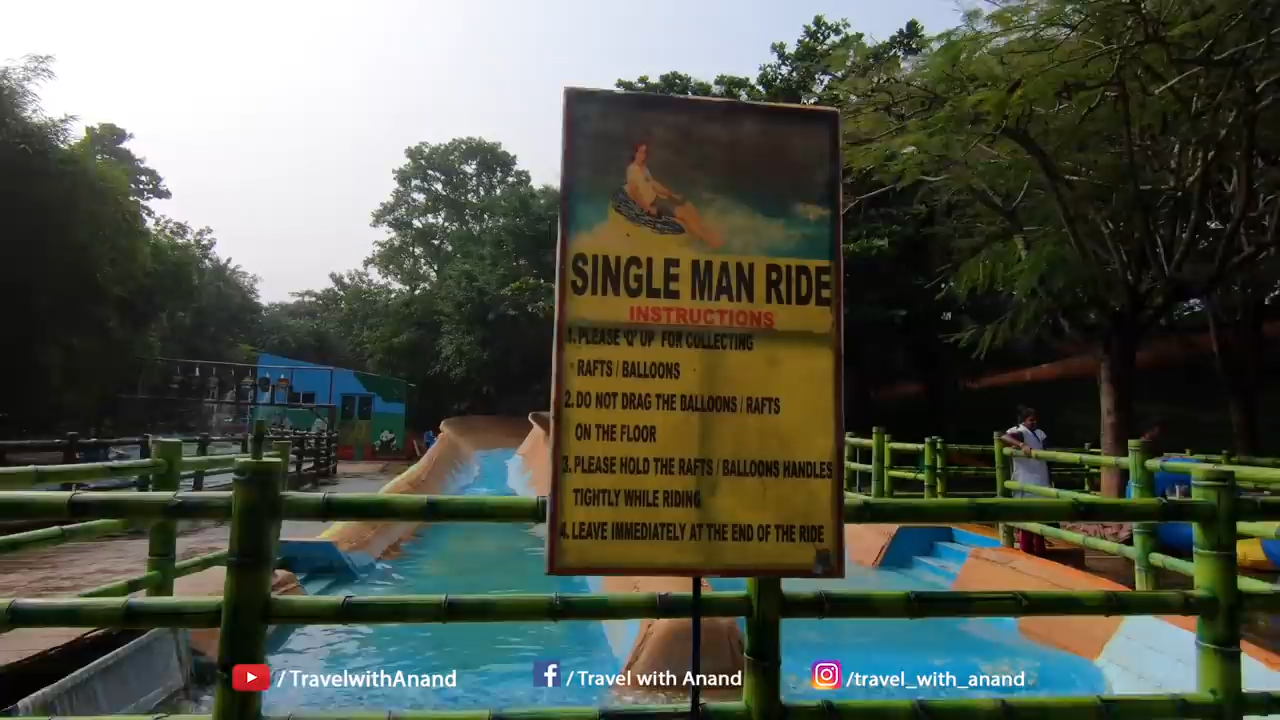 SINGLE MAN RIDE
INSTRUCTIONS
1. PLEASE 'Q' UP FOR COLLECTING
RAFTS / BALLOONS
2. DO NOT DRAG THE BALLOONS / RAFTS
ON THE FLOOR
3. PLEASE HOLD THE RAFTS / BALLOONS HANDLES
TIGHTLY WHILE RIDING
4. LEAVE IMMEDIATELY AT THE END OF THE RIDE
/TravelwithAnand
/Travel with Anand
/travel_with_anand